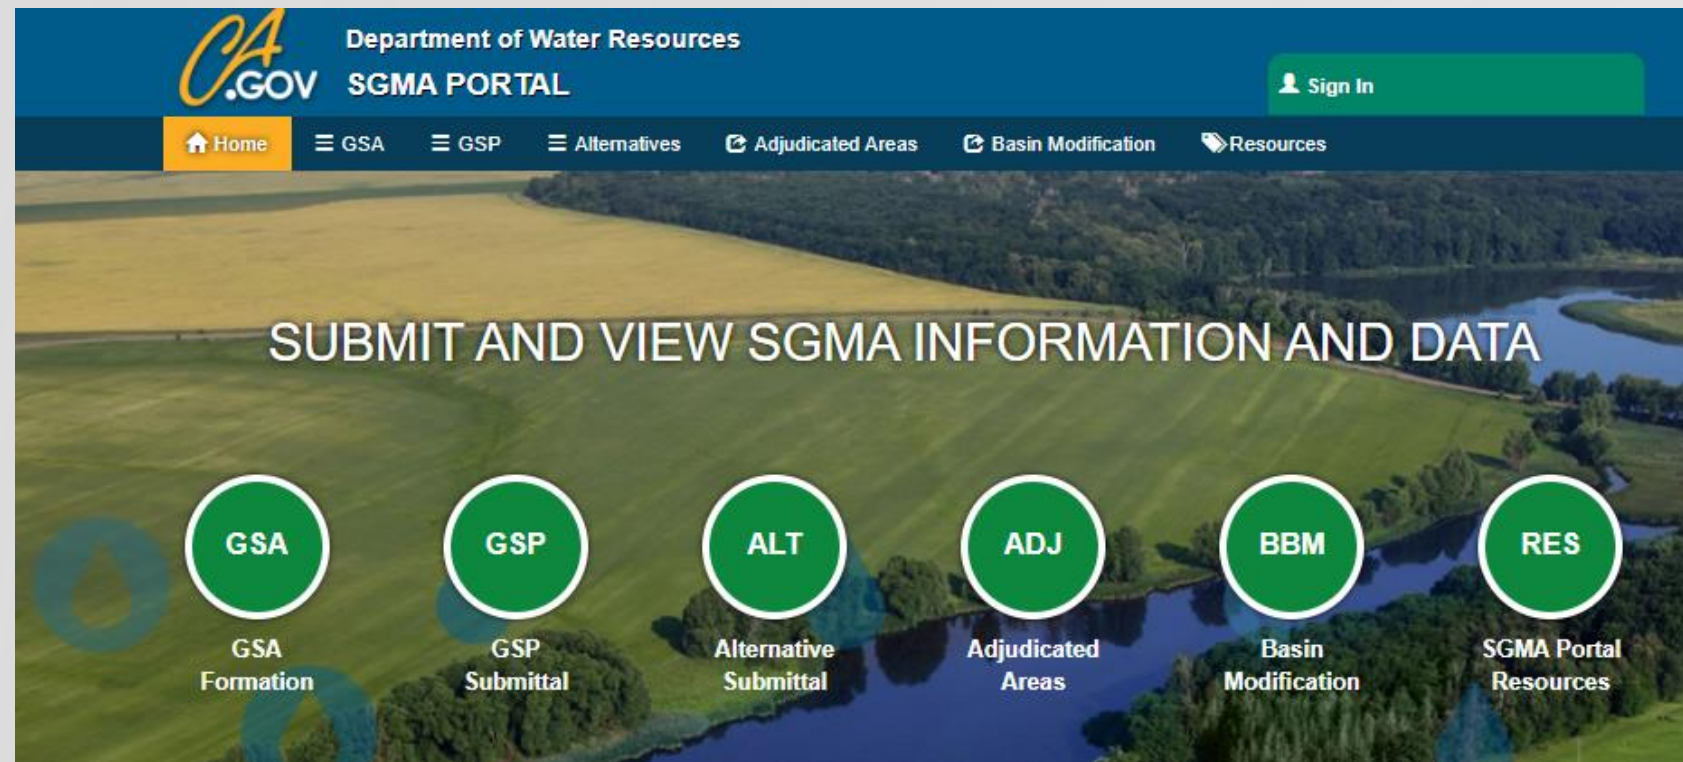 CA.GOV
Department of Water Resources
SGMA PORTAL
Sign In
Home GSA GSP Alternatives Adjudicated Areas Basin Modification Resources
SUBMIT AND VIEW SGMA INFORMATION AND DATA
GSA GSP ALT ADJ BBM RES
GSA GSP Alternative Adjudicated Basin SGMA Portal
Formation Submittal Submittal Areas Modification Resources